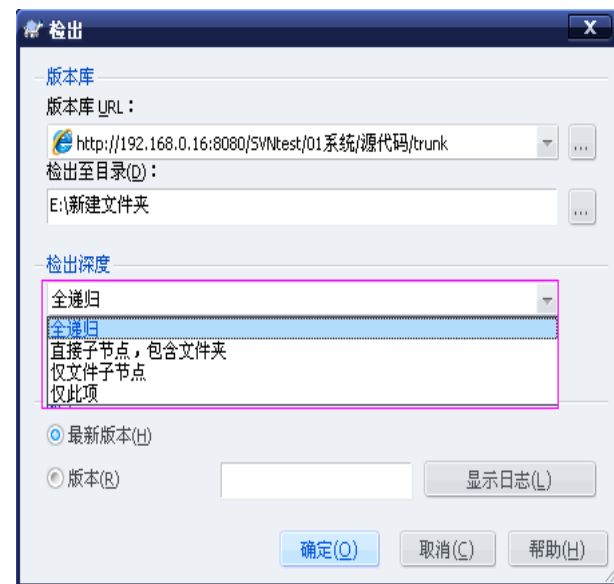 检出
版本库
版本库 URL：
http://192.168.0.16:8080/SVNtest/01系统/源代码/trunk
...
检出至目录(D)：
E:\新建文件夹
...
检出深度
全递归
全递归
直接子节点，包含文件夹
仅文件子节点
仅此项
最新版本(H)
版本(R)
显示日志(L)
确定(O) 取消(C) 帮助(H)